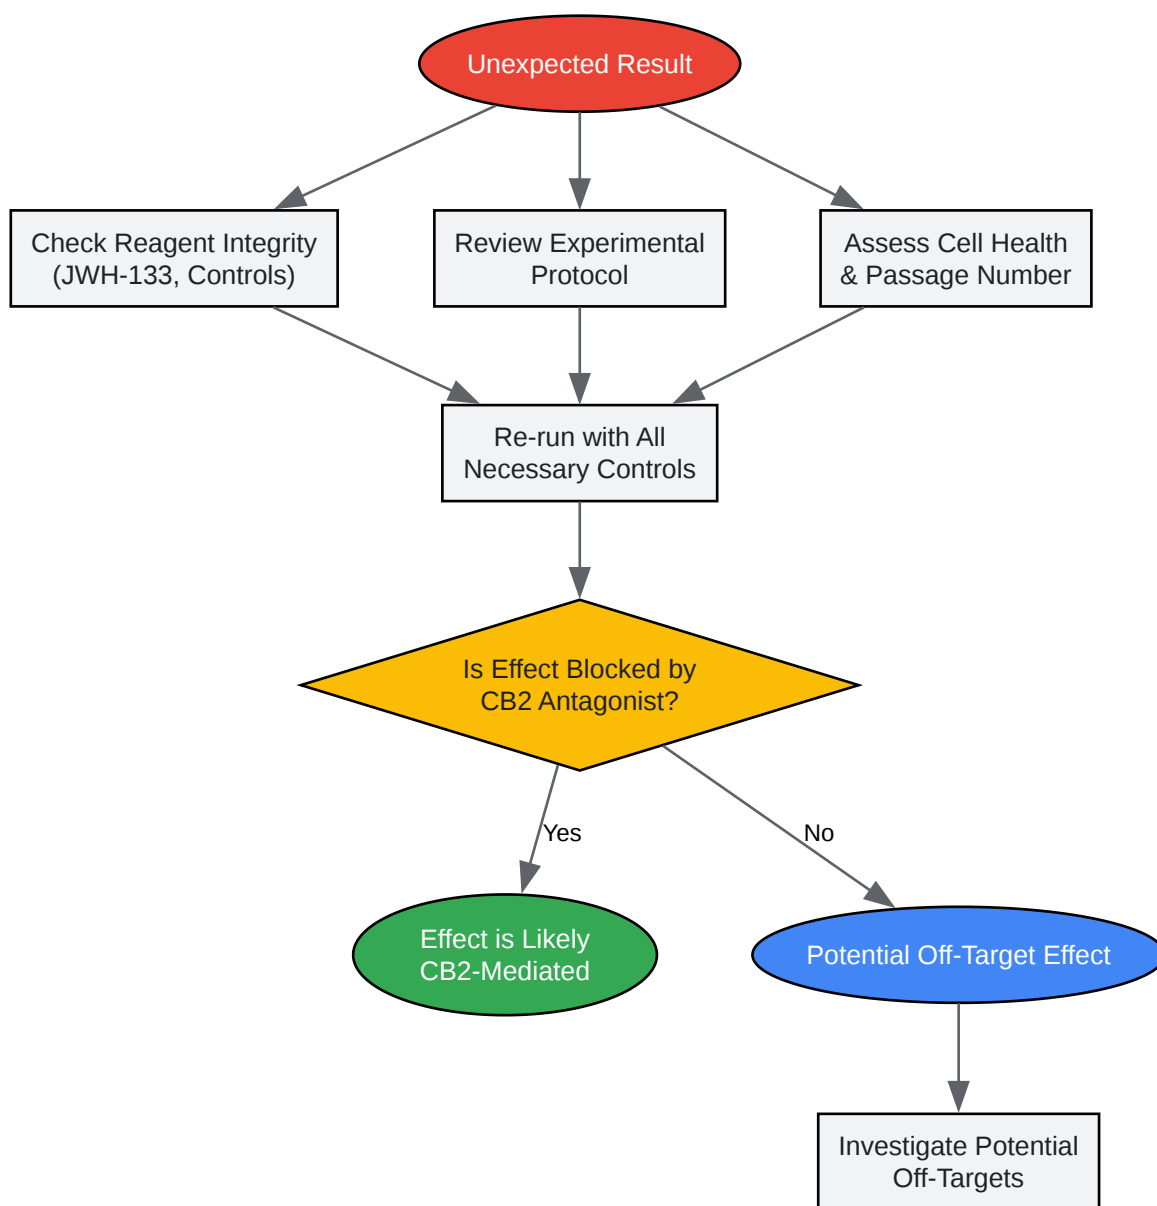 Unexpected Result
Check Reagent Integrity
(JWH-133, Controls)
Review Experimental
Protocol
Assess Cell Health
& Passage Number
Re-run with All
Necessary Controls
Is Effect Blocked by
CB2 Antagonist?
Yes
No
Effect is Likely
CB2-Mediated
Potential Off-Target Effect
Investigate Potential
Off-Targets